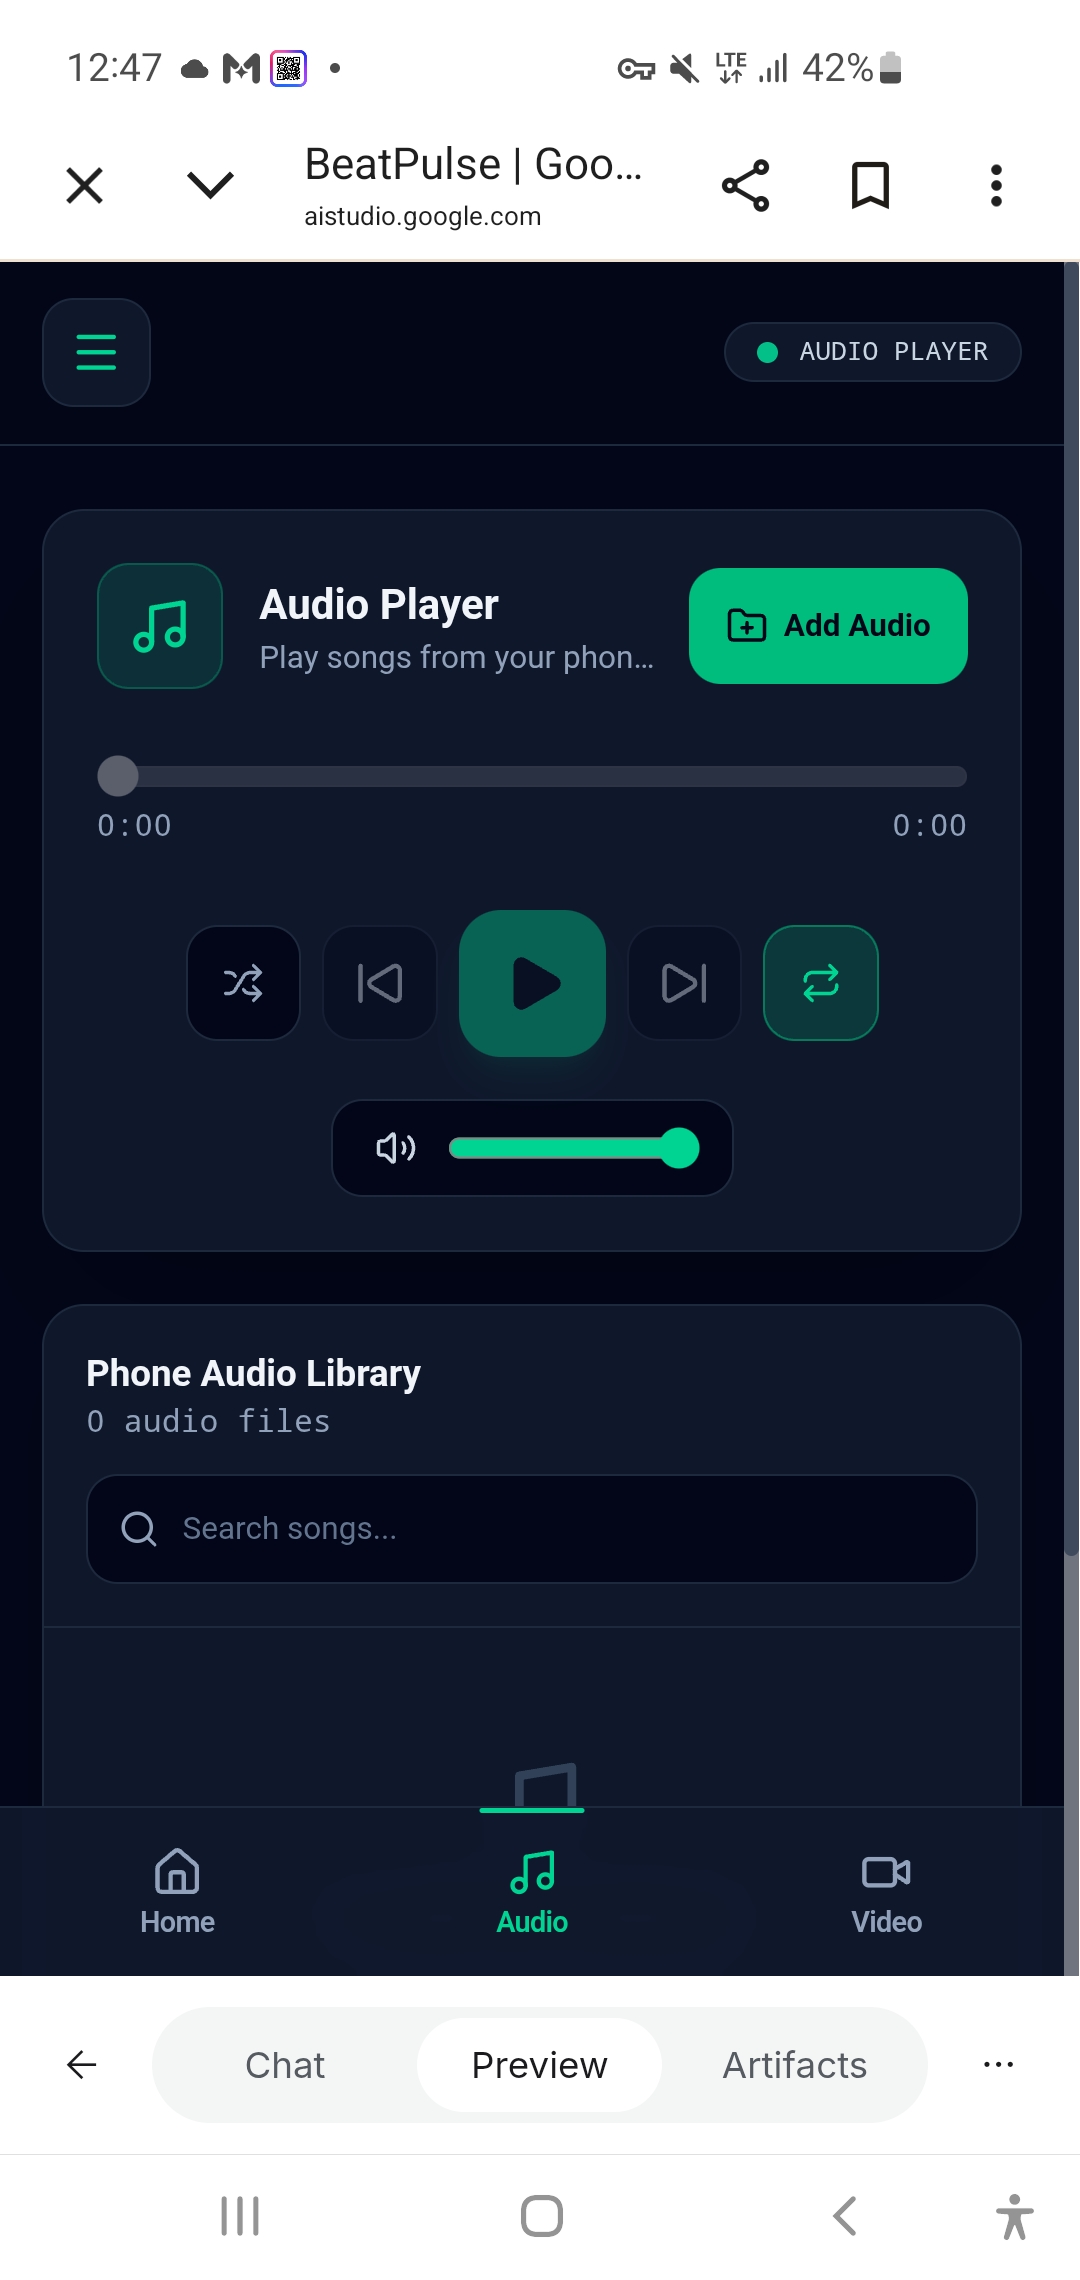 12:47
LTE
42%
BeatPulse | Goo...
aistudio.google.com
AUDIO PLAYER
Audio Player
Play songs from your phon...
Add Audio
0:00
0:00
Phone Audio Library
0 audio files
Search songs...
Home
Audio
Video
Chat
Preview
Artifacts